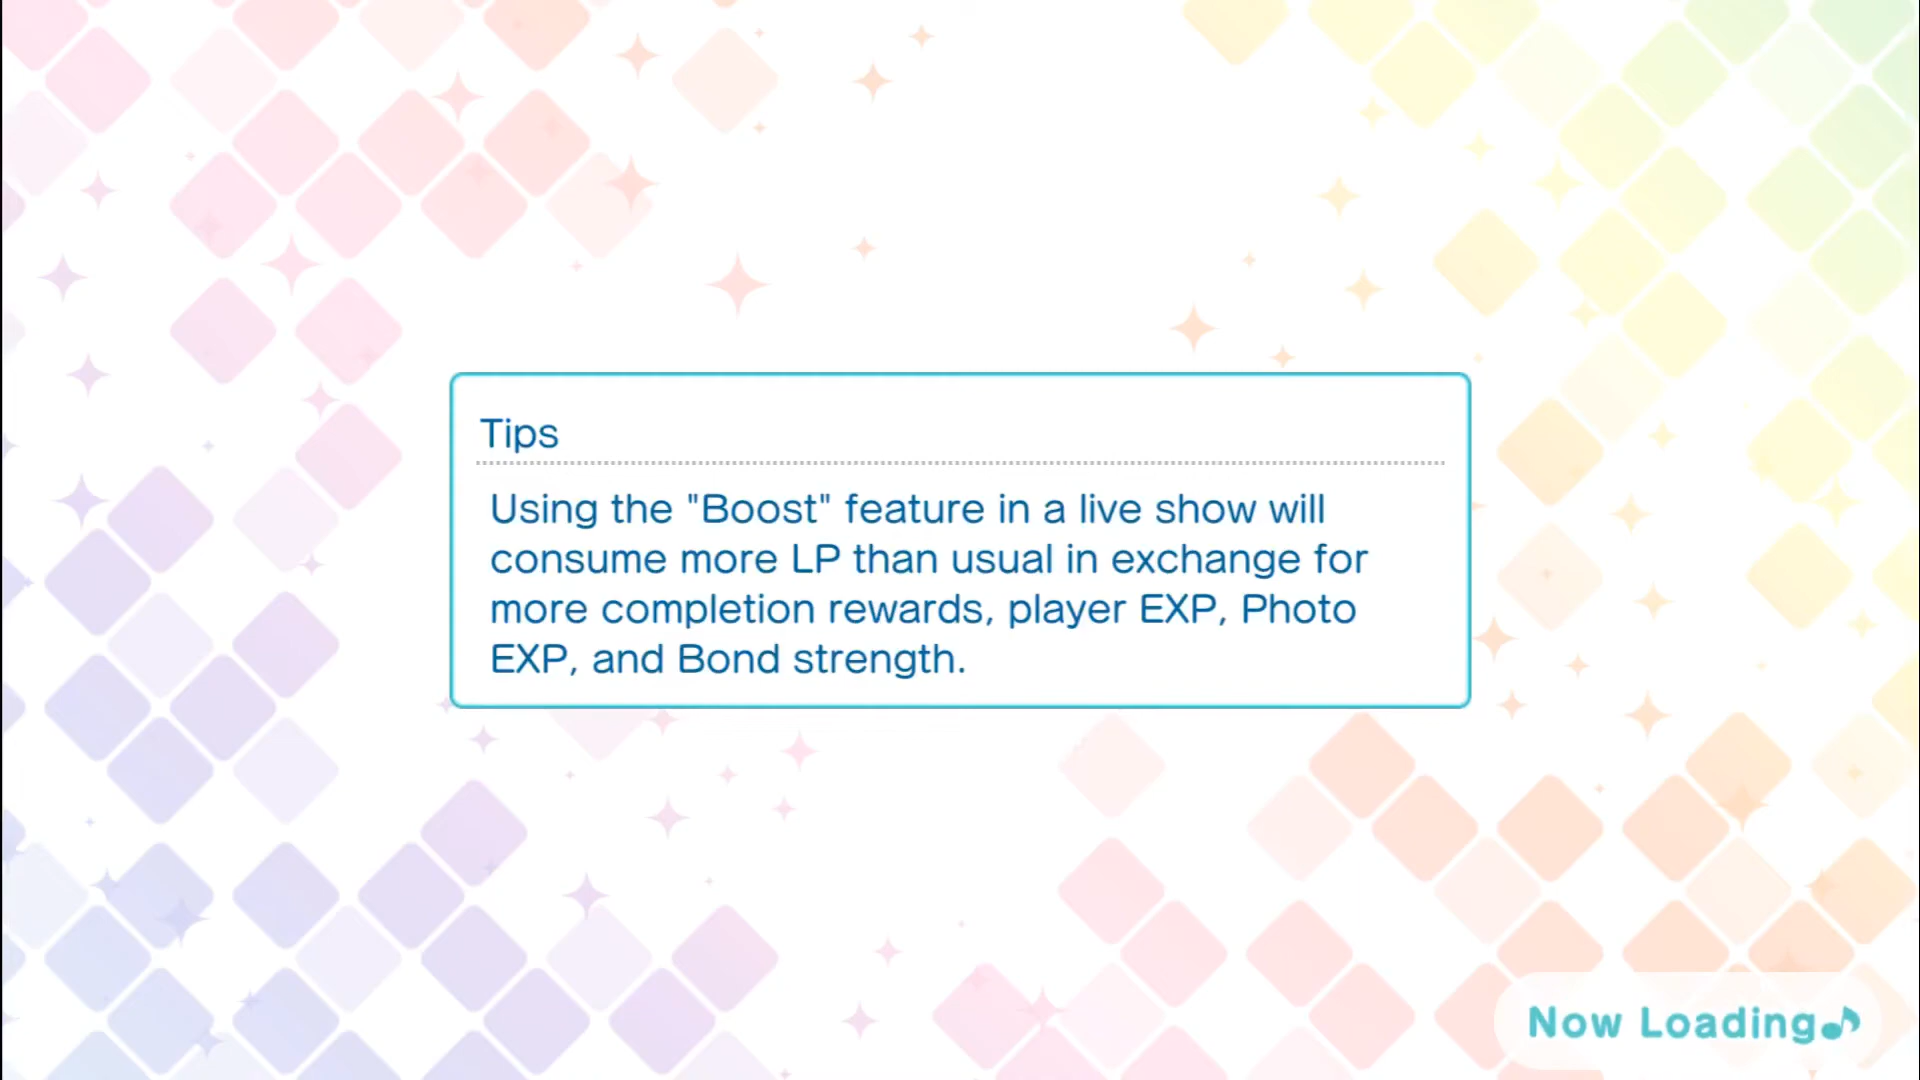 Tips
Using the "Boost" feature in a live show will
consume more LP than usual in exchange for
more completion rewards, player EXP, Photo
EXP, and Bond strength.
Now Loading♪